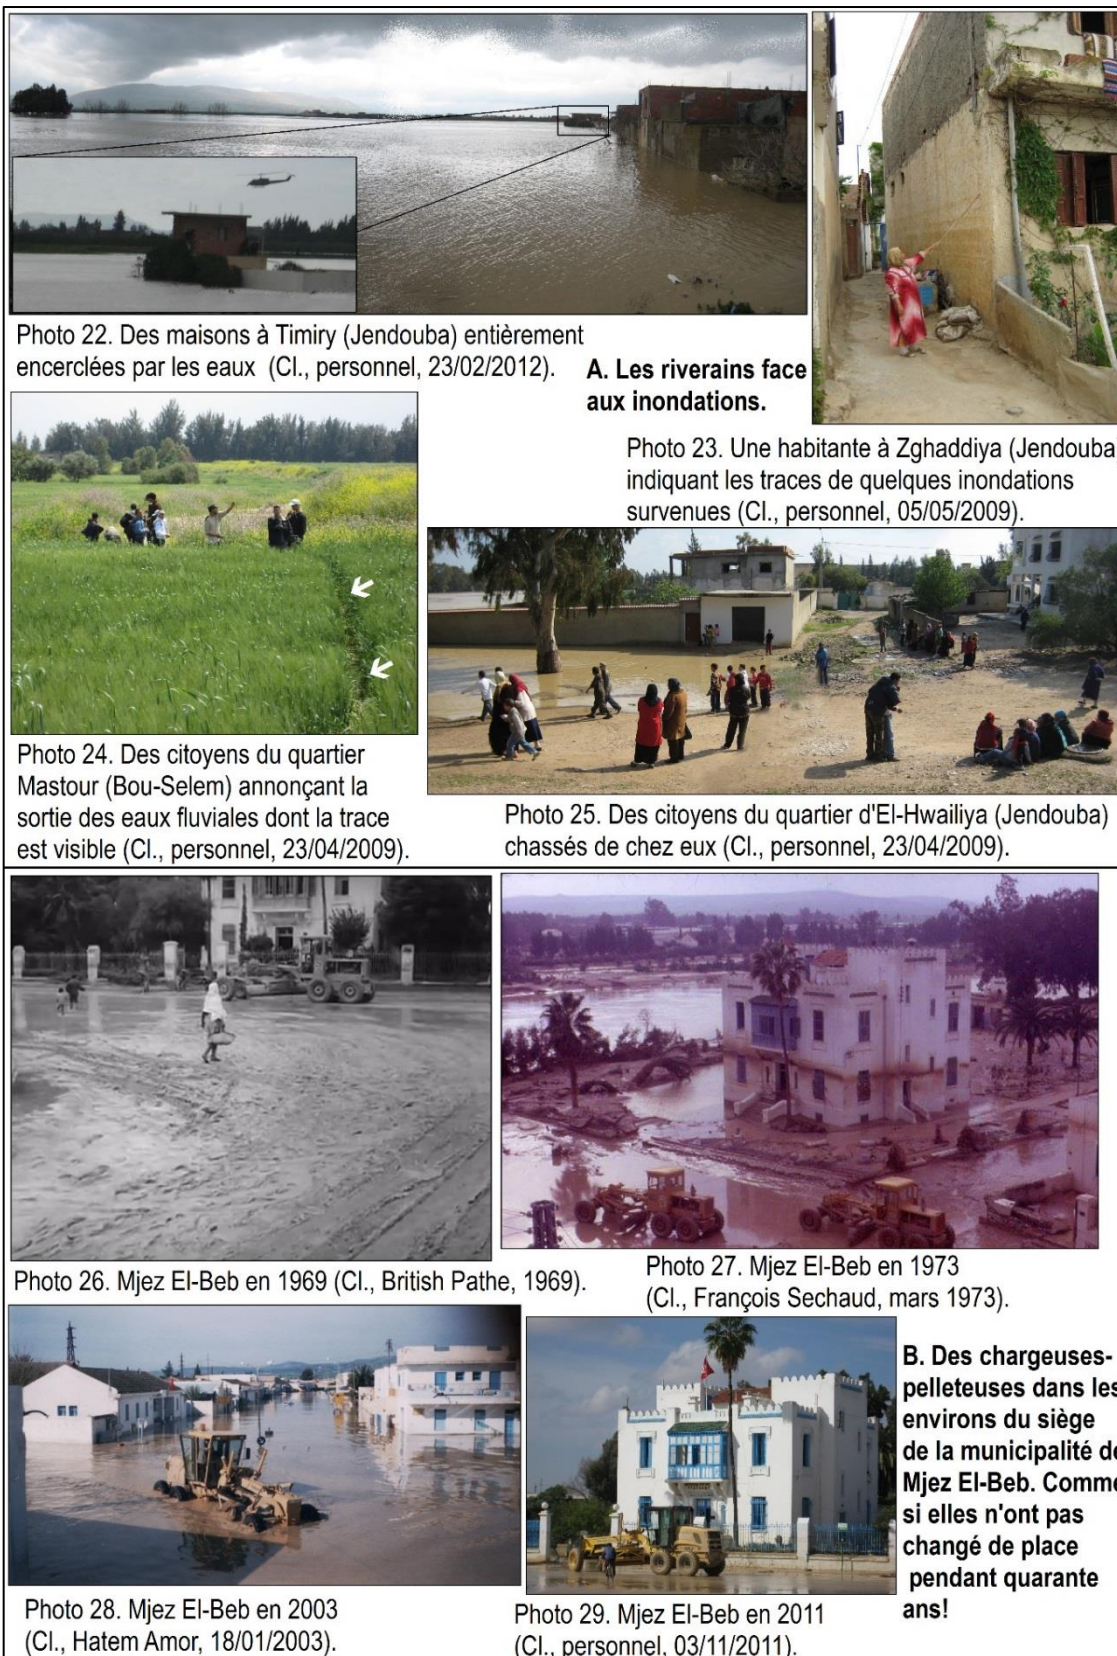 Photo 22. Des maisons à Timiry (Jendouba) entièrement
encerclées par les eaux (Cl., personnel, 23/02/2012).
A. Les riverains face
aux inondations.
Photo 23. Une habitante à Zghaddiya (Jendouba
indiquant les traces de quelques inondations
survenues (Cl., personnel, 05/05/2009).
Photo 24. Des citoyens du quartier
Mastour (Bou-Selem) annonçant la
sortie des eaux fluviales dont la trace
est visible (Cl., personnel, 23/04/2009).
Photo 25. Des citoyens du quartier d'El-Hwailiya (Jendouba)
chassés de chez eux (Cl., personnel, 23/04/2009).
Photo 26. Mjez El-Beb en 1969 (Cl., British Pathe, 1969).
Photo 27. Mjez El-Beb en 1973
(Cl., François Sechaud, mars 1973).
Photo 28. Mjez El-Beb en 2003
(Cl., Hatem Amor, 18/01/2003).
Photo 29. Mjez El-Beb en 2011
(Cl., personnel, 03/11/2011).
B. Des chargeuses-
pelleteuses dans les
environs du siège
de la municipalité de
Mjez El-Beb. Comme
si elles n'ont pas
changé de place
pendant quarante
ans!